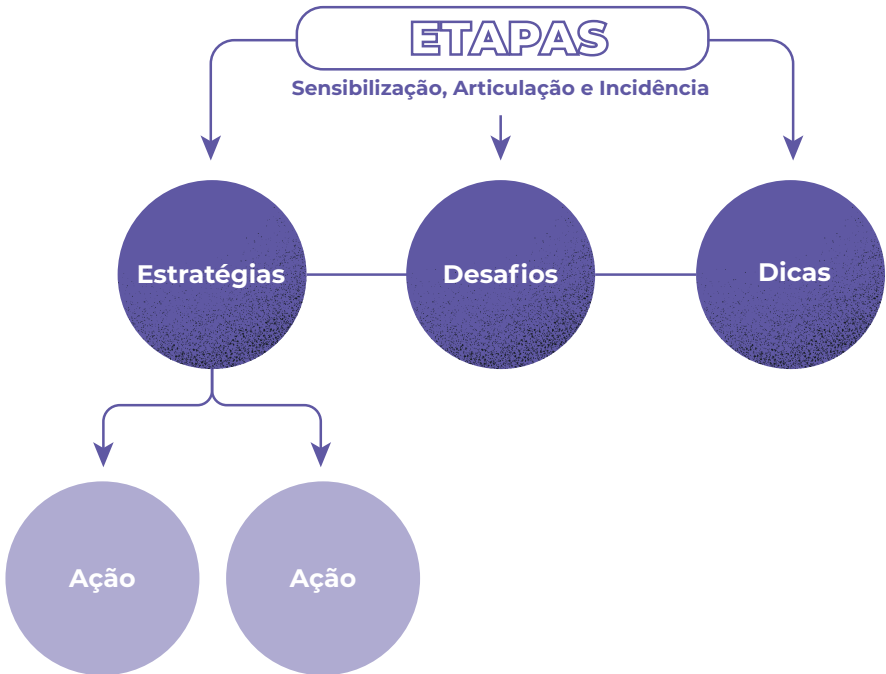 ETAPAS
Sensibilização, Articulação e Incidência
Estratégias
Desafios
Dicas
Ação
Ação